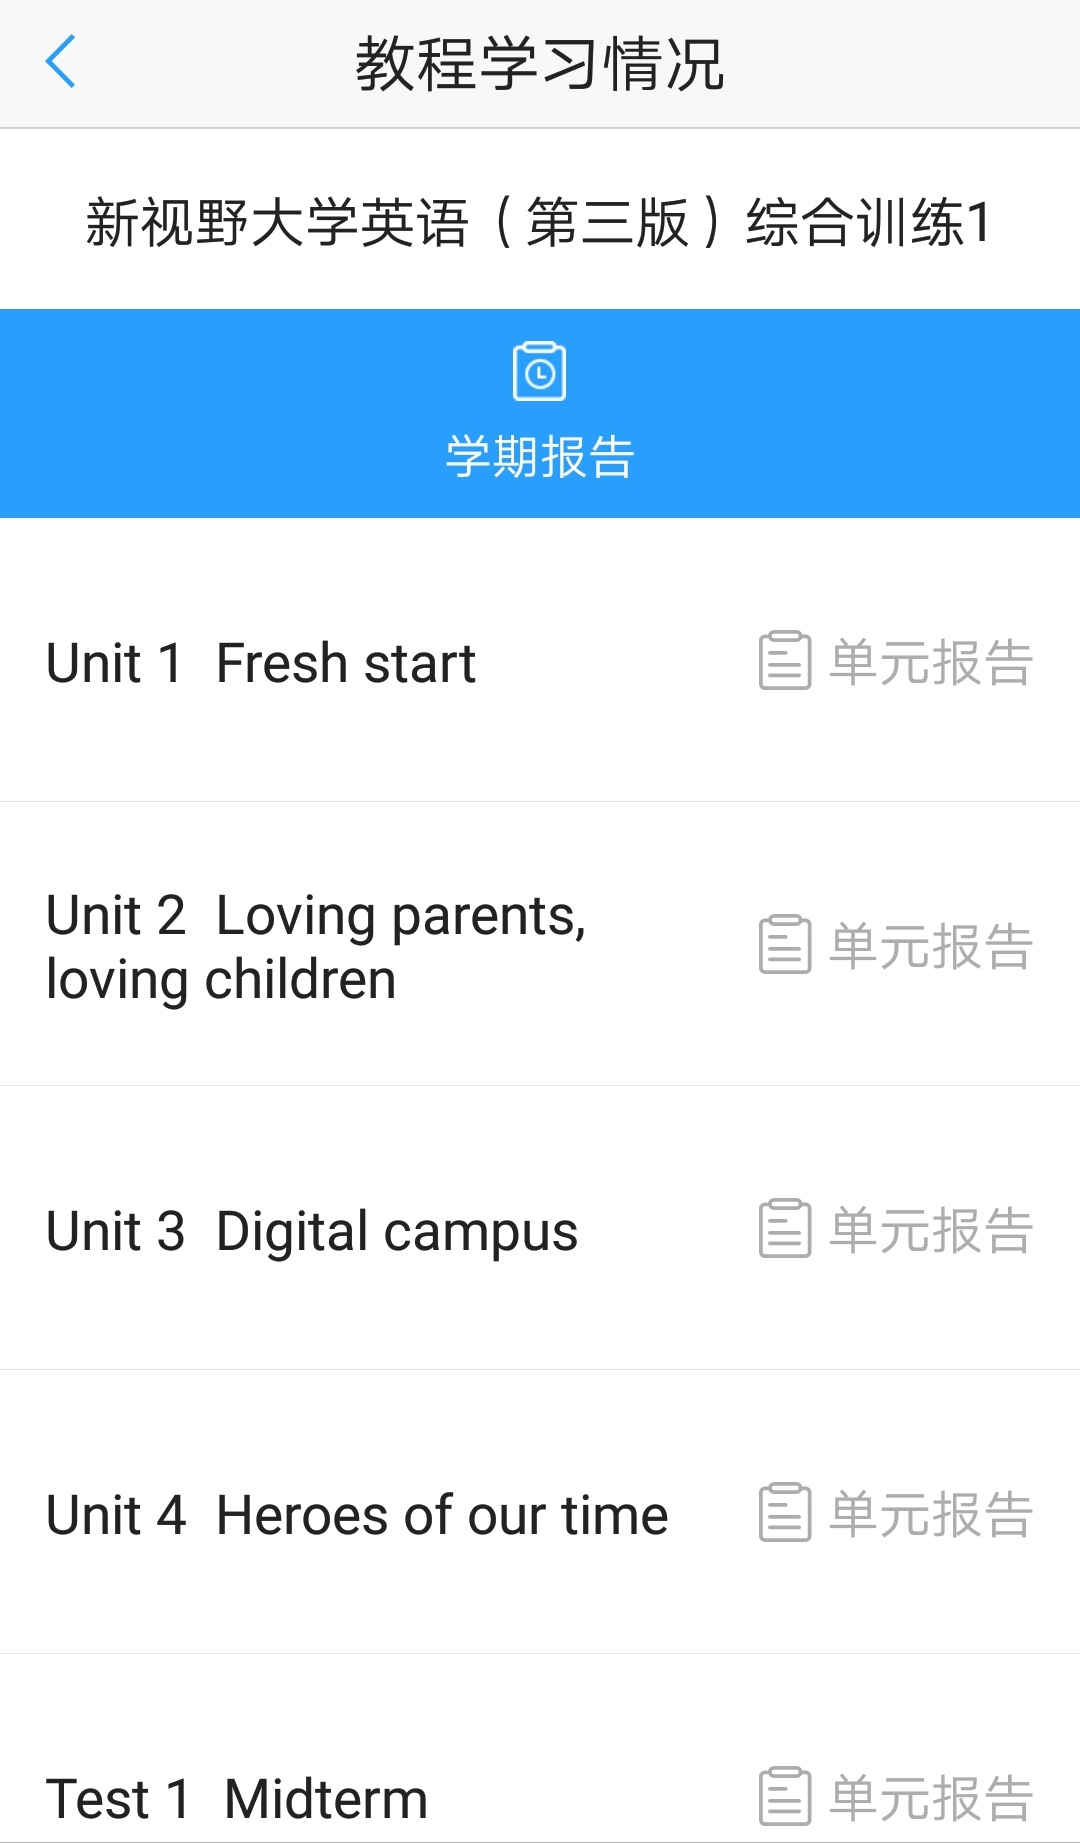 教程学习情况
新视野大学英语（第三版）综合训练1
学期报告
Unit 1  Fresh start
单元报告
Unit 2  Loving parents,
loving children
单元报告
Unit 3  Digital campus
单元报告
Unit 4  Heroes of our time
单元报告
Test 1  Midterm
单元报告